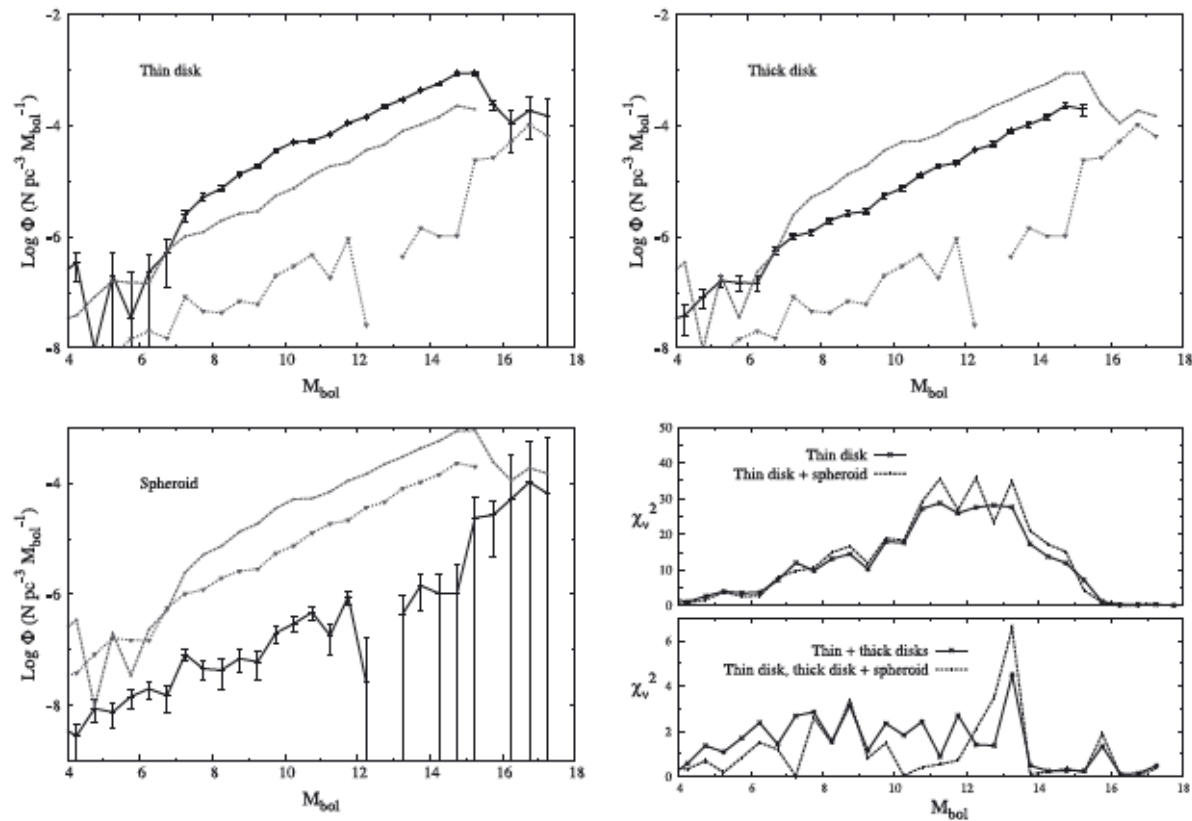 -2
-4
-6
-8
Log Φ (N pc⁻³ M_bol⁻¹)
Thin disk
4 6 8 10 12 14 16 18
M_bol
-2
-4
-6
-8
Log Φ (N pc⁻³ M_bol⁻¹)
Thick disk
4 6 8 10 12 14 16 18
M_bol
-4
-6
-8
Log Φ (N pc⁻³ M_bol⁻¹)
Spheroid
4 6 8 10 12 14 16 18
M_bol
50
40
30
20
10
0
χ_ν²
Thin disk
Thin disk + spheroid
6
4
2
0
χ_ν²
Thin + thick disks
Thin disk, thick disk + spheroid
4 6 8 10 12 14 16 18
M_bol